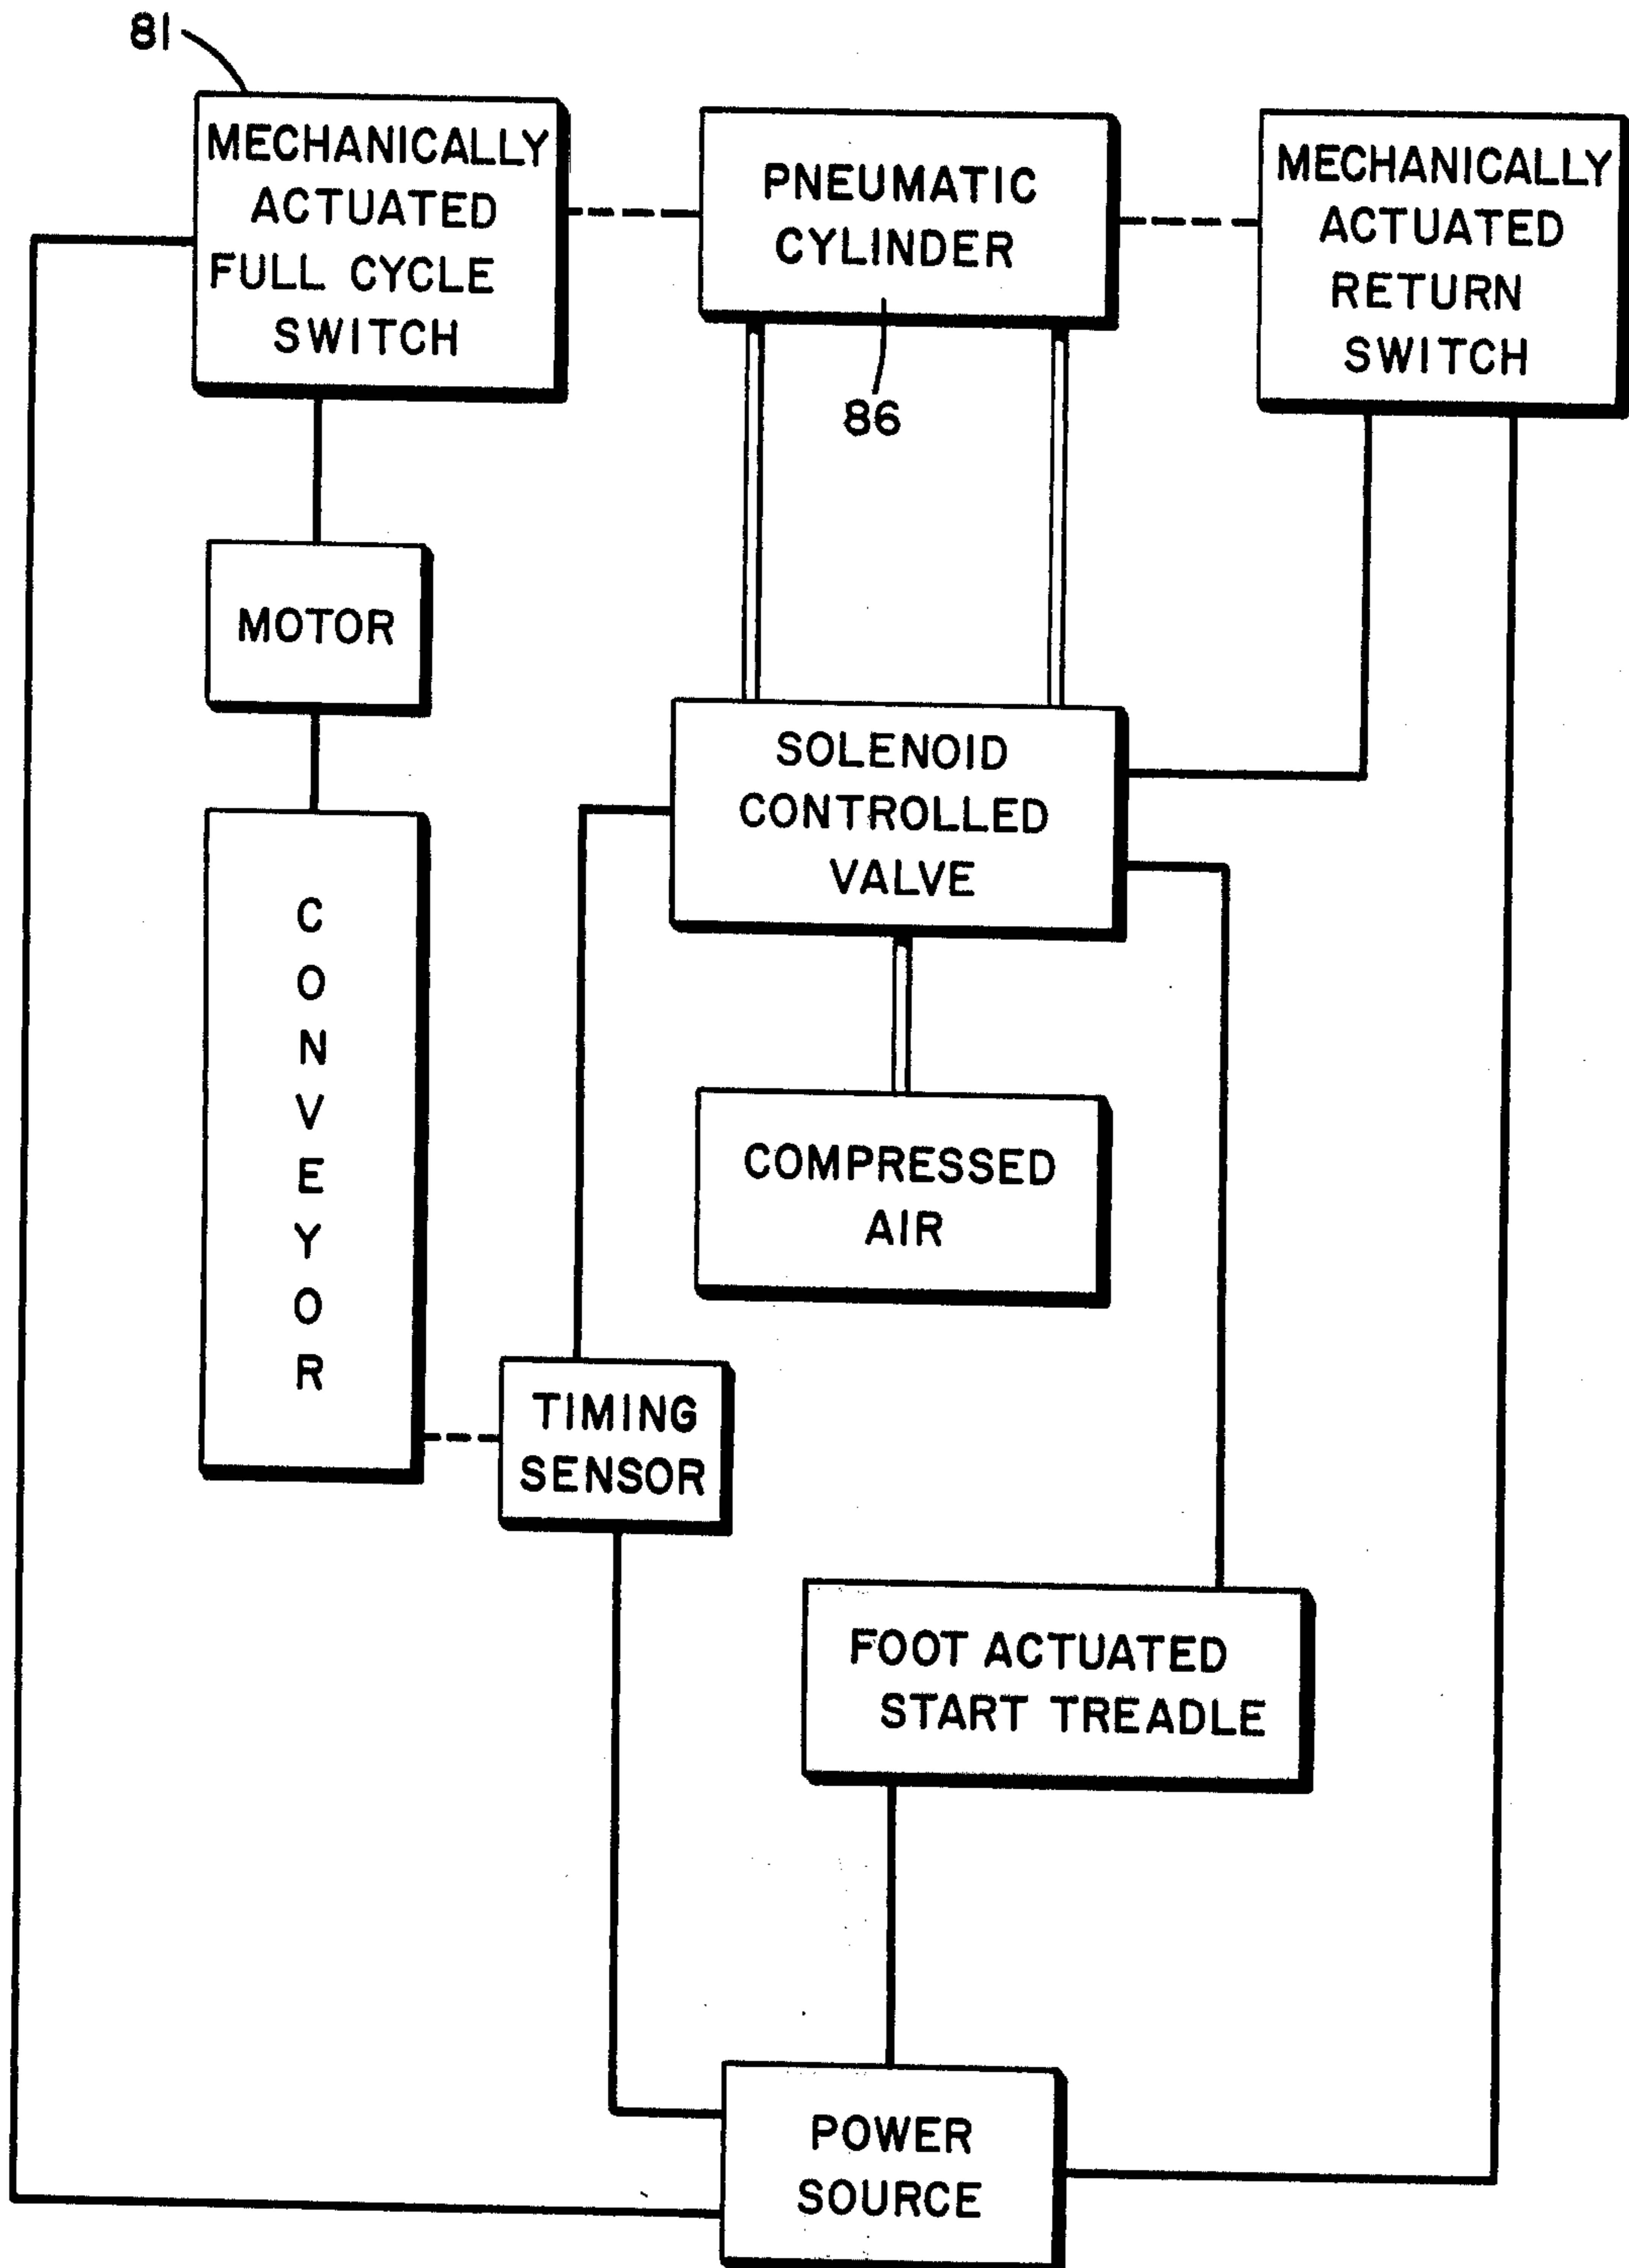 81
MECHANICALLY
ACTUATED
FULL CYCLE
SWITCH
PNEUMATIC
CYLINDER
86
MECHANICALLY
ACTUATED
RETURN
SWITCH
MOTOR
SOLENOID
CONTROLLED
VALVE
CONVEYOR
COMPRESSED
AIR
TIMING
SENSOR
FOOT ACTUATED
START TREADLE
POWER
SOURCE